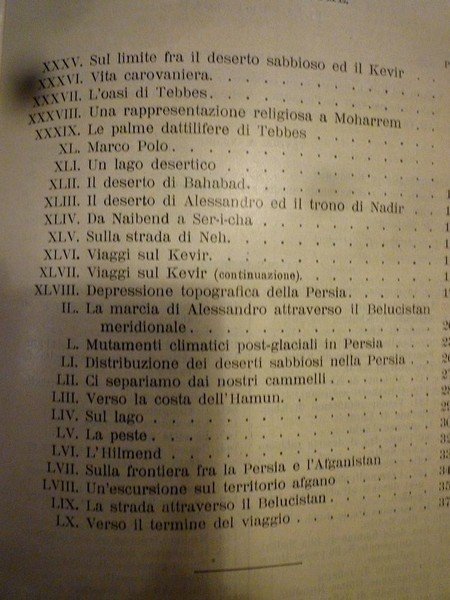 XXXV. Sul limite fra il deserto sabbioso ed il Kevir
XXXVI. Vita carovaniera.
XXXVII. L'oasi di Tebbes
XXXVIII. Una rappresentazione religiosa a Moharrem
XXXIX. Le palme dattilifere di Tebbes
XL. Marco Polo
XLI. Un lago desertico
XLII. Il deserto di Bahabad.
XLIII. Il deserto di Alessandro ed il trono di Nadir
XLIV. Da Naibend a Ser-i-cha
XLV. Sulla strada di Neh.
XLVI. Viaggi sul Kevir.
XLVII. Viaggi sul Kevir (continuazione).
XLVIII. Depressione topografica della Persia.
IL. La marcia di Alessandro attraverso il Belucistan
meridionale
L. Mutamenti climatici post-glaciali in Persia
LI. Distribuzione dei deserti sabbiosi nella Persia
LII. Ci separiamo dai nostri cammelli
LIII. Verso la costa dell'Hamun.
LIV. Sul lago
LV. La peste
LVI. L'Hilmend
LVII. Sulla frontiera fra la Persia e l'Afganistan
LVIII. Un'escursione sul territorio afgano
LIX. La strada attraverso il Belucistan.
LX. Verso il termine del viaggio